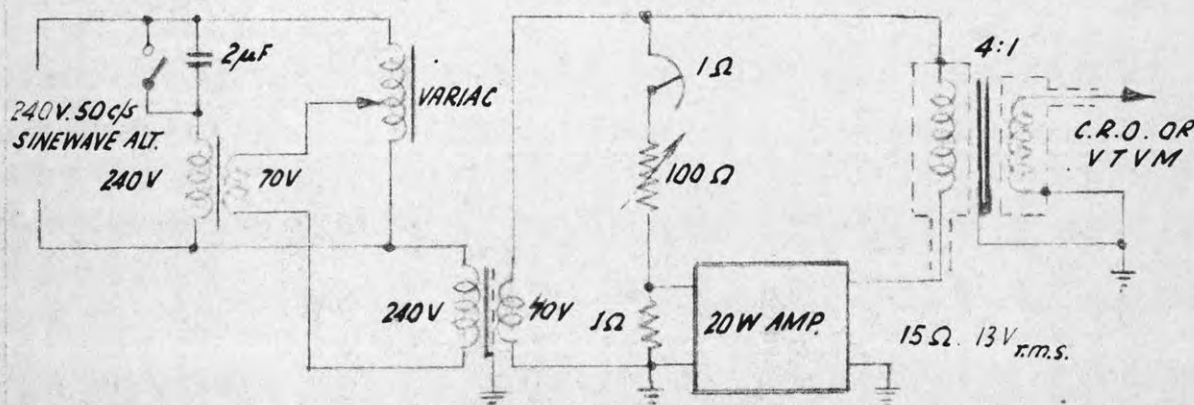 2µF
240V. 50 c/s
SINEWAVE ALT.
240V
70V
VARIAC
240V
70V
1Ω
100Ω
1Ω
20W AMP.
15Ω. 13V r.m.s.
4:1
C.R.O. OR
VTVM